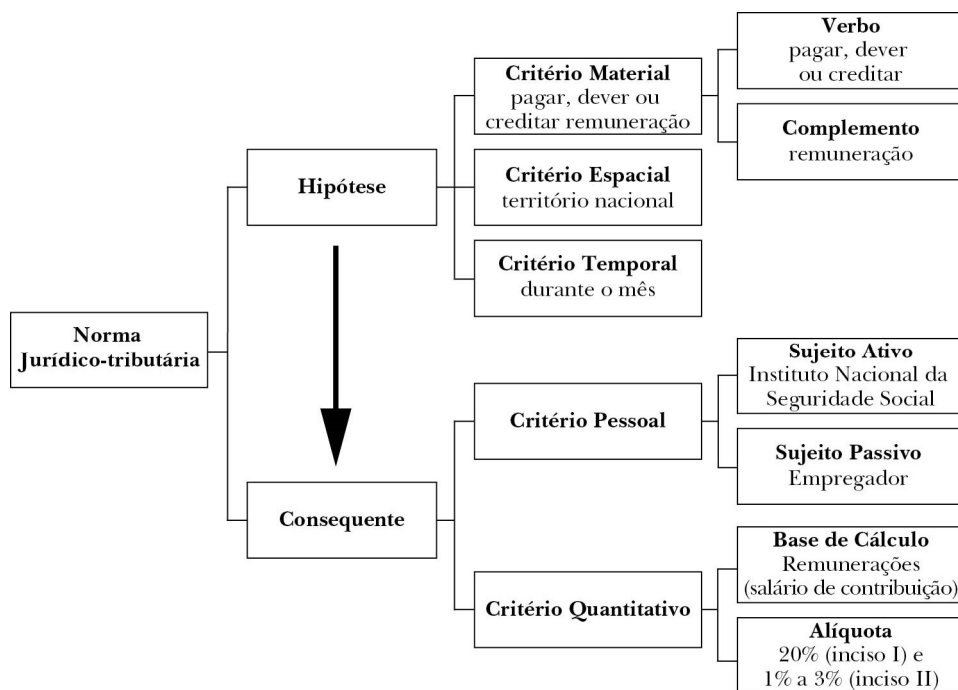 Norma
Jurídico-tributária
Hipótese
Critério Material
pagar, dever ou
creditar remuneração
Verbo
pagar, dever
ou creditar
Complemento
remuneração
Critério Espacial
território nacional
Critério Temporal
durante o mês
Consequente
Critério Pessoal
Sujeito Ativo
Instituto Nacional da
Seguridade Social
Sujeito Passivo
Empregador
Critério Quantitativo
Base de Cálculo
Remunerações
(salário de contribuição)
Alíquota
20% (inciso I) e
1% a 3% (inciso II)